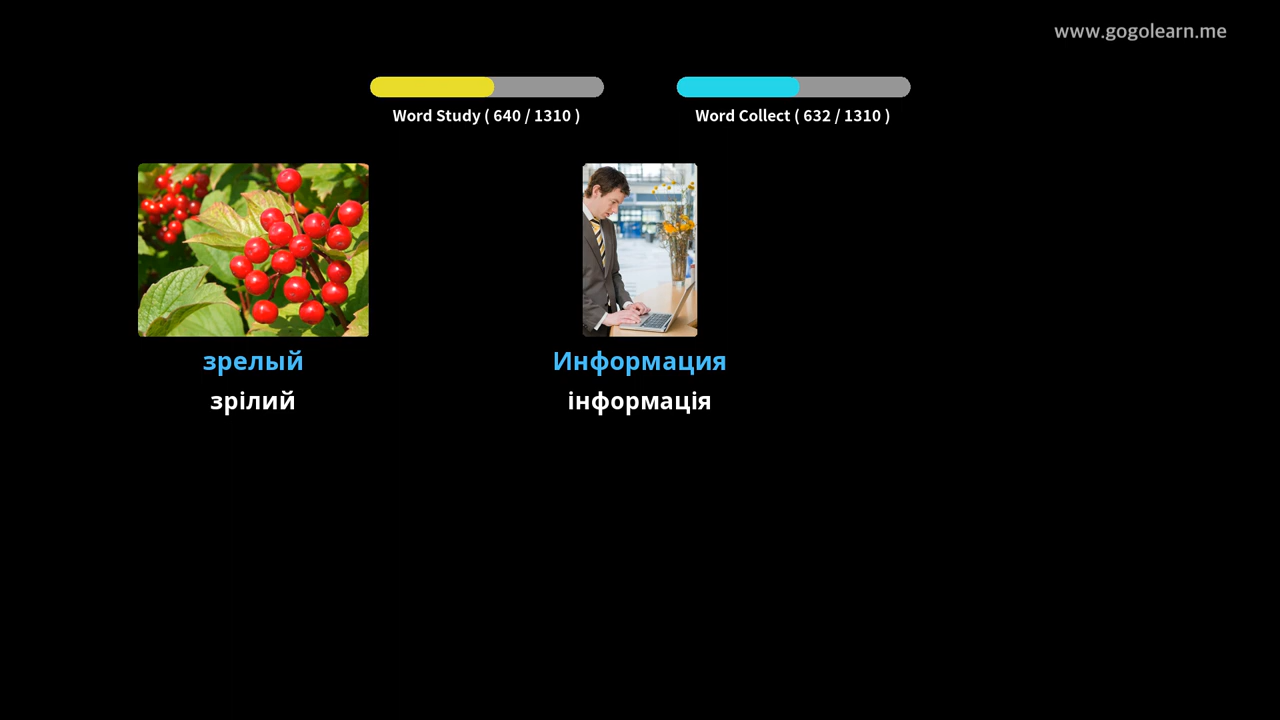 www.gogolearn.me
Word Study ( 640 / 1310 )
Word Collect ( 632 / 1310 )
зрелый
зрілий
Информация
інформація